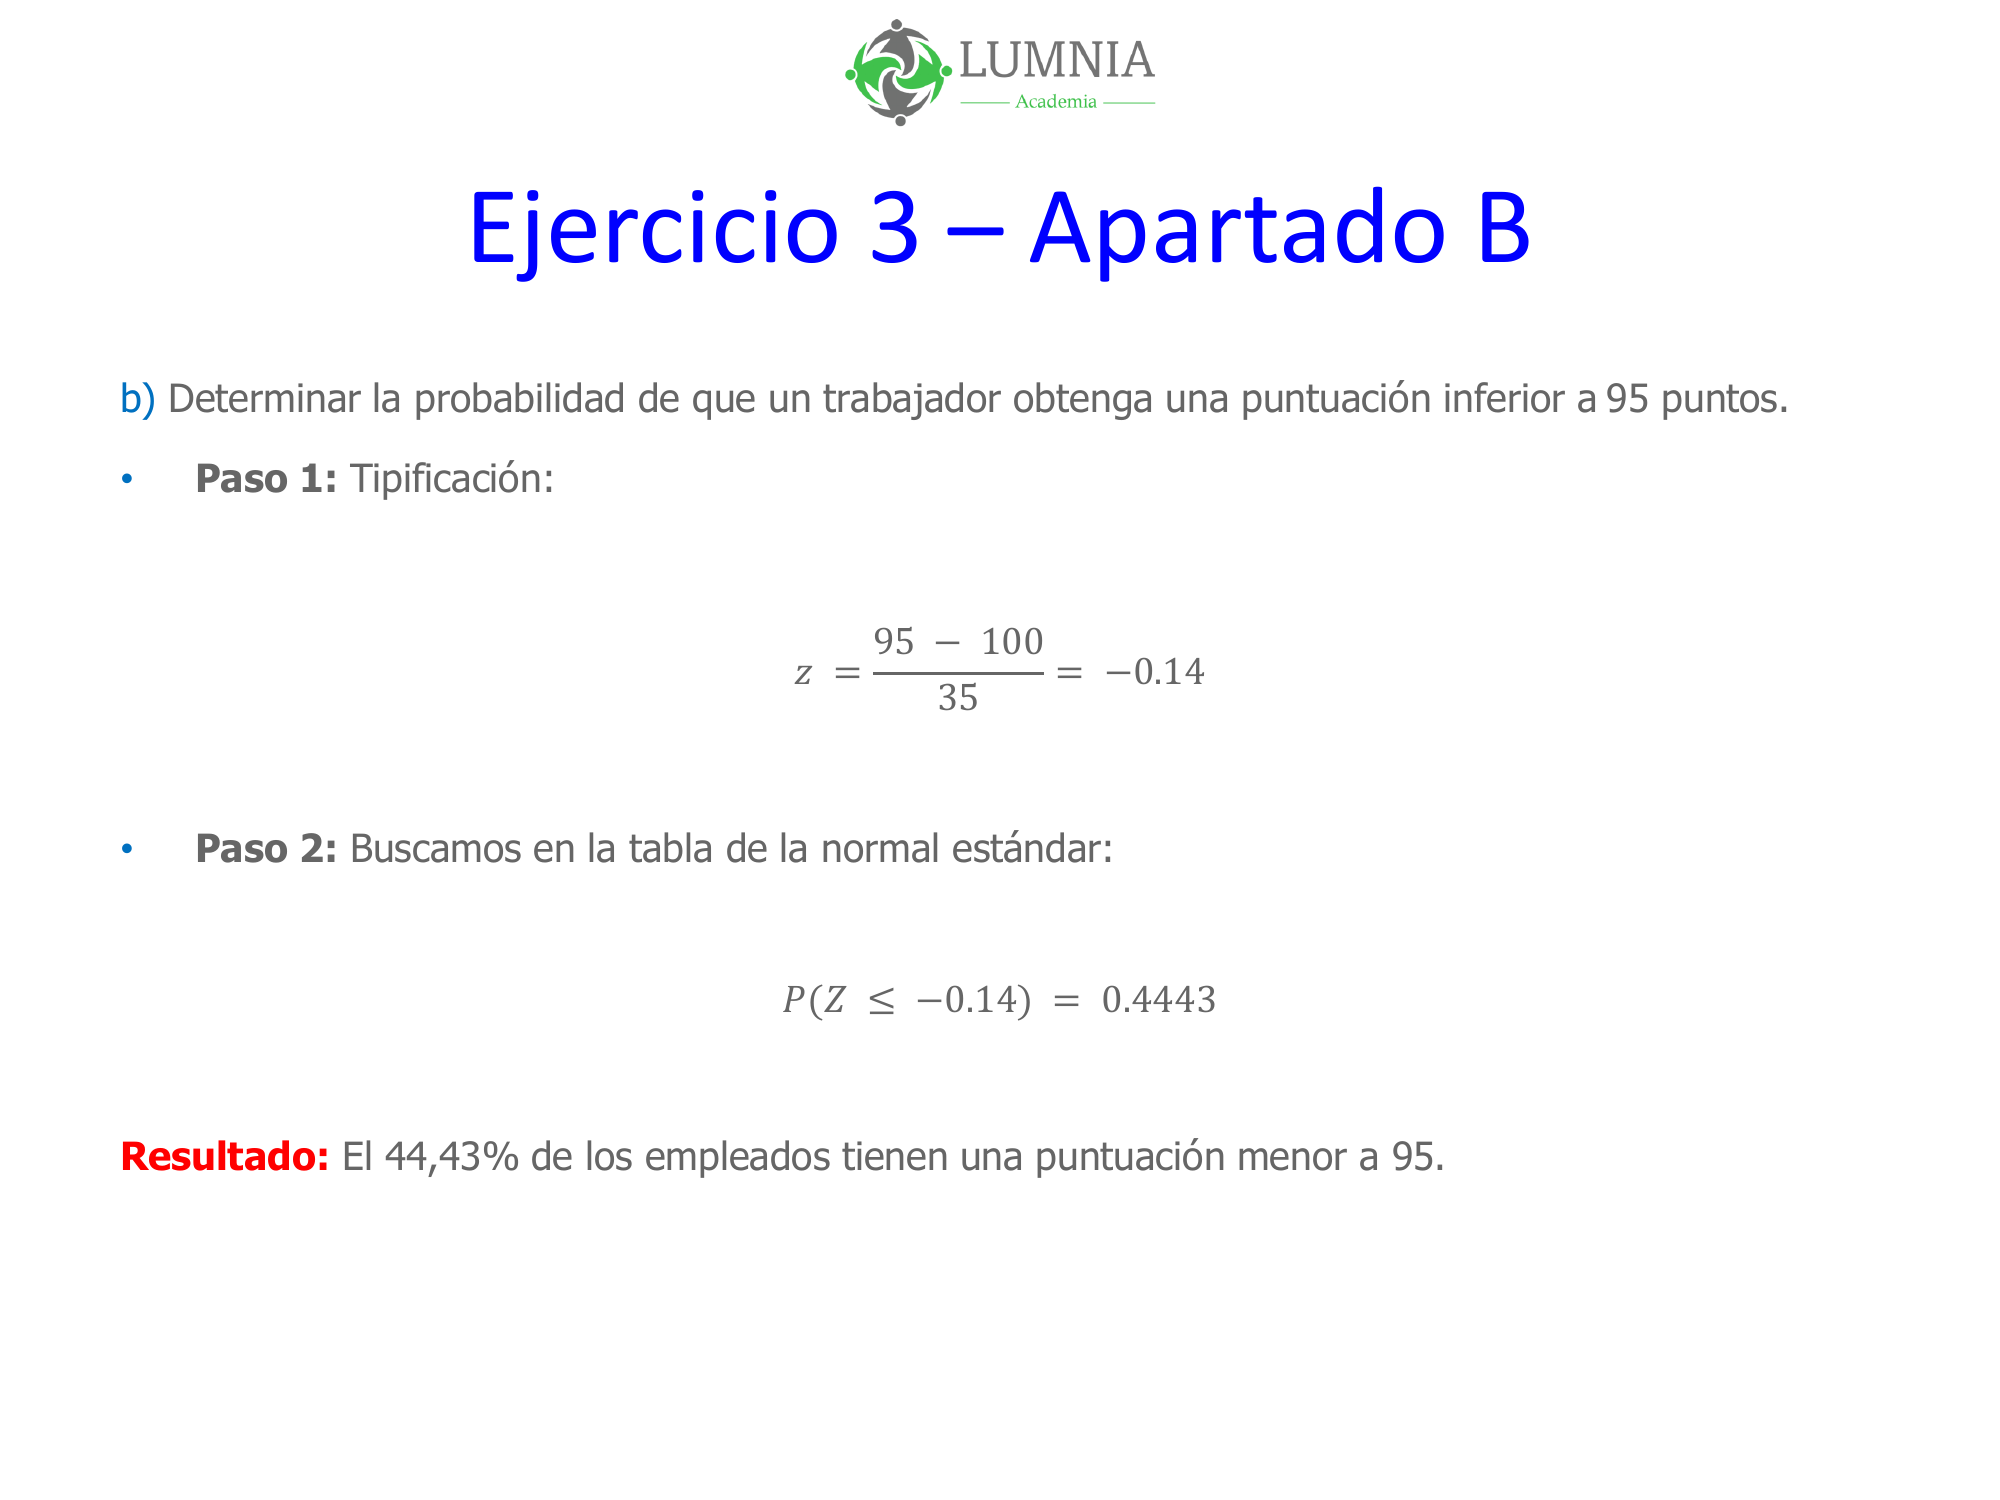 LUMNIA
Academia
Ejercicio 3 – Apartado B
b) Determinar la probabilidad de que un trabajador obtenga una puntuación inferior a 95 puntos.
• Paso 1: Tipificación:
z = (95 − 100) / 35 = −0.14
• Paso 2: Buscamos en la tabla de la normal estándar:
P(Z ≤ −0.14) = 0.4443
Resultado: El 44,43% de los empleados tienen una puntuación menor a 95.